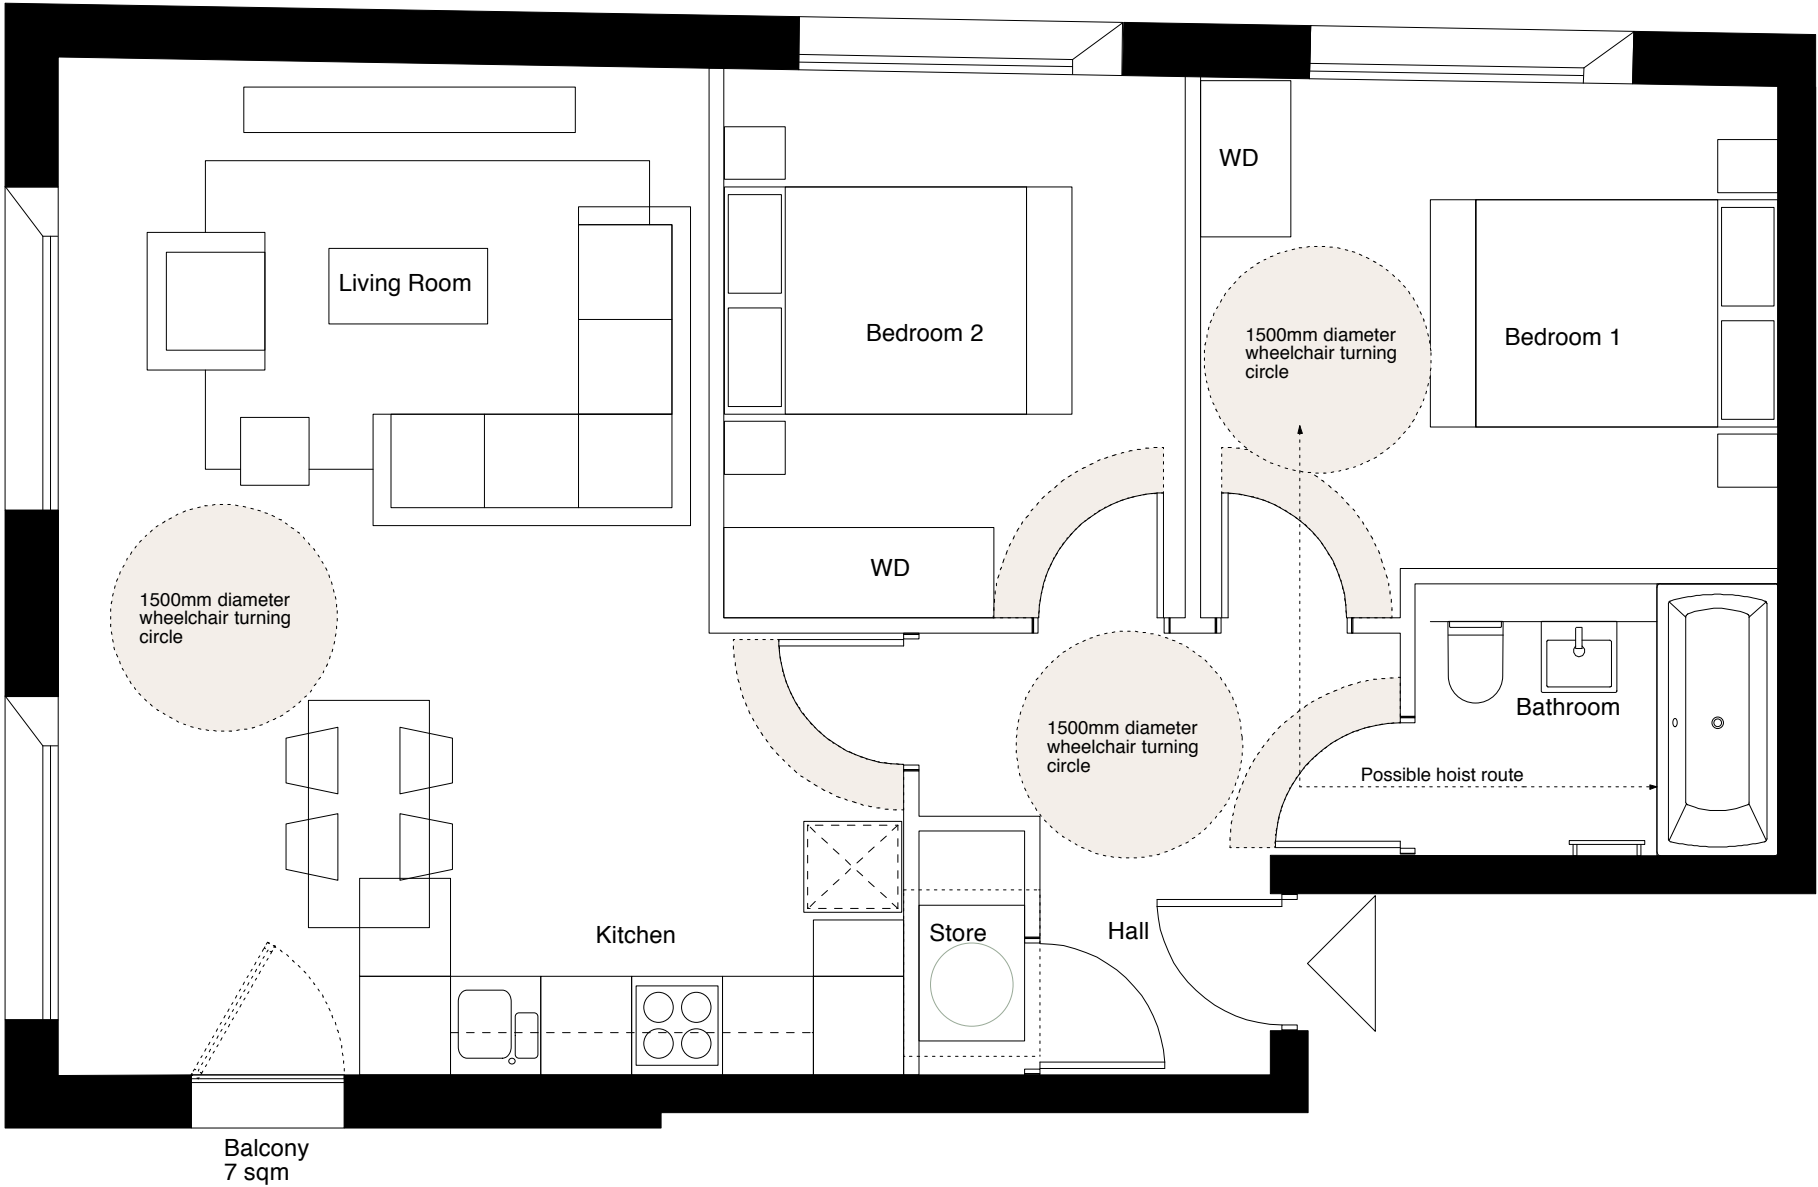 WD
Living Room
Bedroom 2
1500mm diameter
wheelchair turning
circle
Bedroom 1
WD
1500mm diameter
wheelchair turning
circle
Bathroom
1500mm diameter
wheelchair turning
circle
Possible hoist route
Kitchen
Store
Hall
Balcony
7 sqm